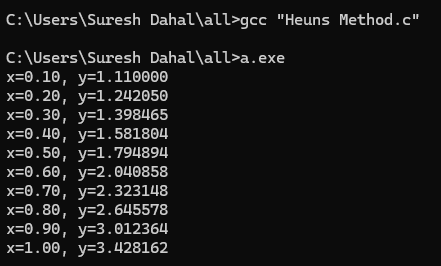 C:\Users\Suresh Dahal\all>gcc "Heuns Method.c"
C:\Users\Suresh Dahal\all>a.exe
x=0.10, y=1.110000
x=0.20, y=1.242050
x=0.30, y=1.398465
x=0.40, y=1.581804
x=0.50, y=1.794894
x=0.60, y=2.040858
x=0.70, y=2.323148
x=0.80, y=2.645578
x=0.90, y=3.012364
x=1.00, y=3.428162